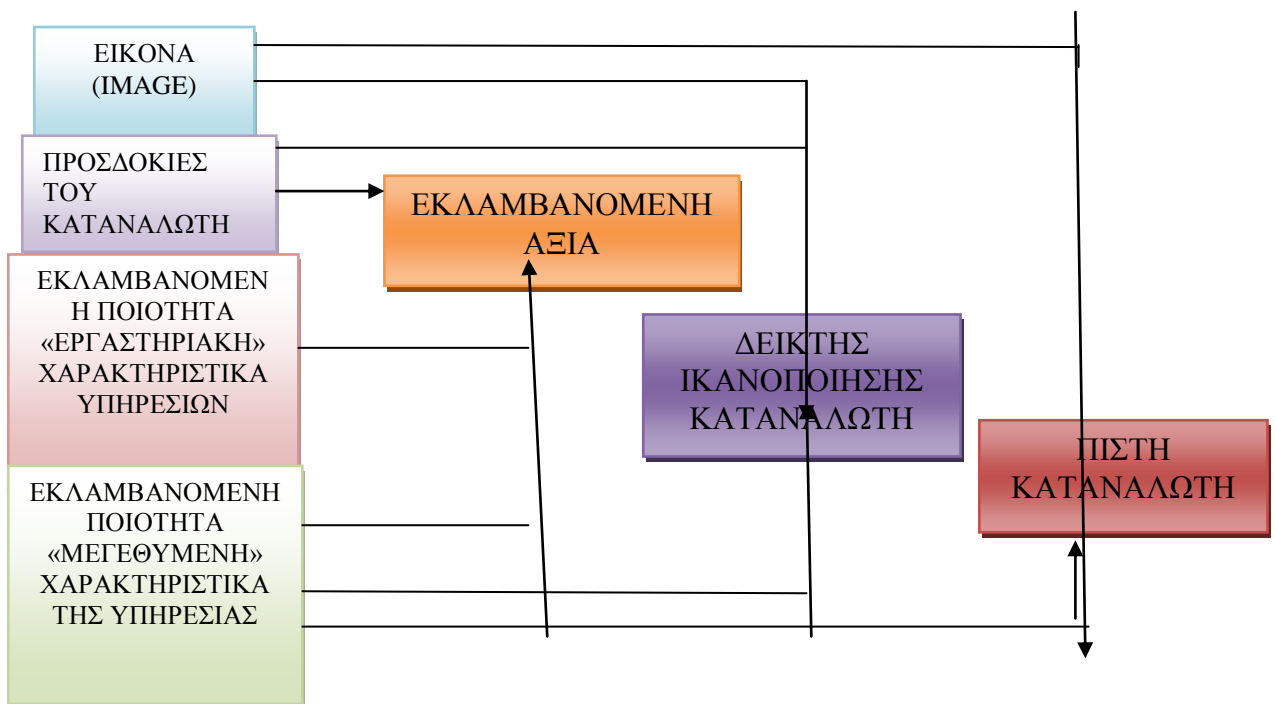 ΕΙΚΟΝΑ
(IMAGE)
ΠΡΟΣΔΟΚΙΕΣ
ΤΟΥ
ΚΑΤΑΝΑΛΩΤΗ
ΕΚΛΑΜΒΑΝΟΜΕΝΗ
ΑΞΙΑ
ΕΚΛΑΜΒΑΝΟΜΕΝ
Η ΠΟΙΟΤΗΤΑ
«ΕΡΓΑΣΤΗΡΙΑΚΗ»
ΧΑΡΑΚΤΗΡΙΣΤΙΚΑ
ΥΠΗΡΕΣΙΩΝ
ΔΕΙΚΤΗΣ
ΙΚΑΝΟΠΟΙΗΣΗΣ
ΚΑΤΑΝΑΛΩΤΗ
ΠΙΣΤΗ
ΚΑΤΑΝΑΛΩΤΗ
ΕΚΛΑΜΒΑΝΟΜΕΝΗ
ΠΟΙΟΤΗΤΑ
«ΜΕΓΕΘΥΜΕΝΗ»
ΧΑΡΑΚΤΗΡΙΣΤΙΚΑ
ΤΗΣ ΥΠΗΡΕΣΙΑΣ